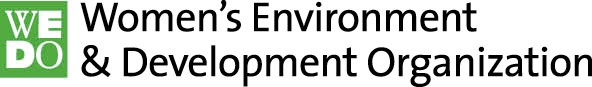 WE
DO
Women's Environment
& Development Organization